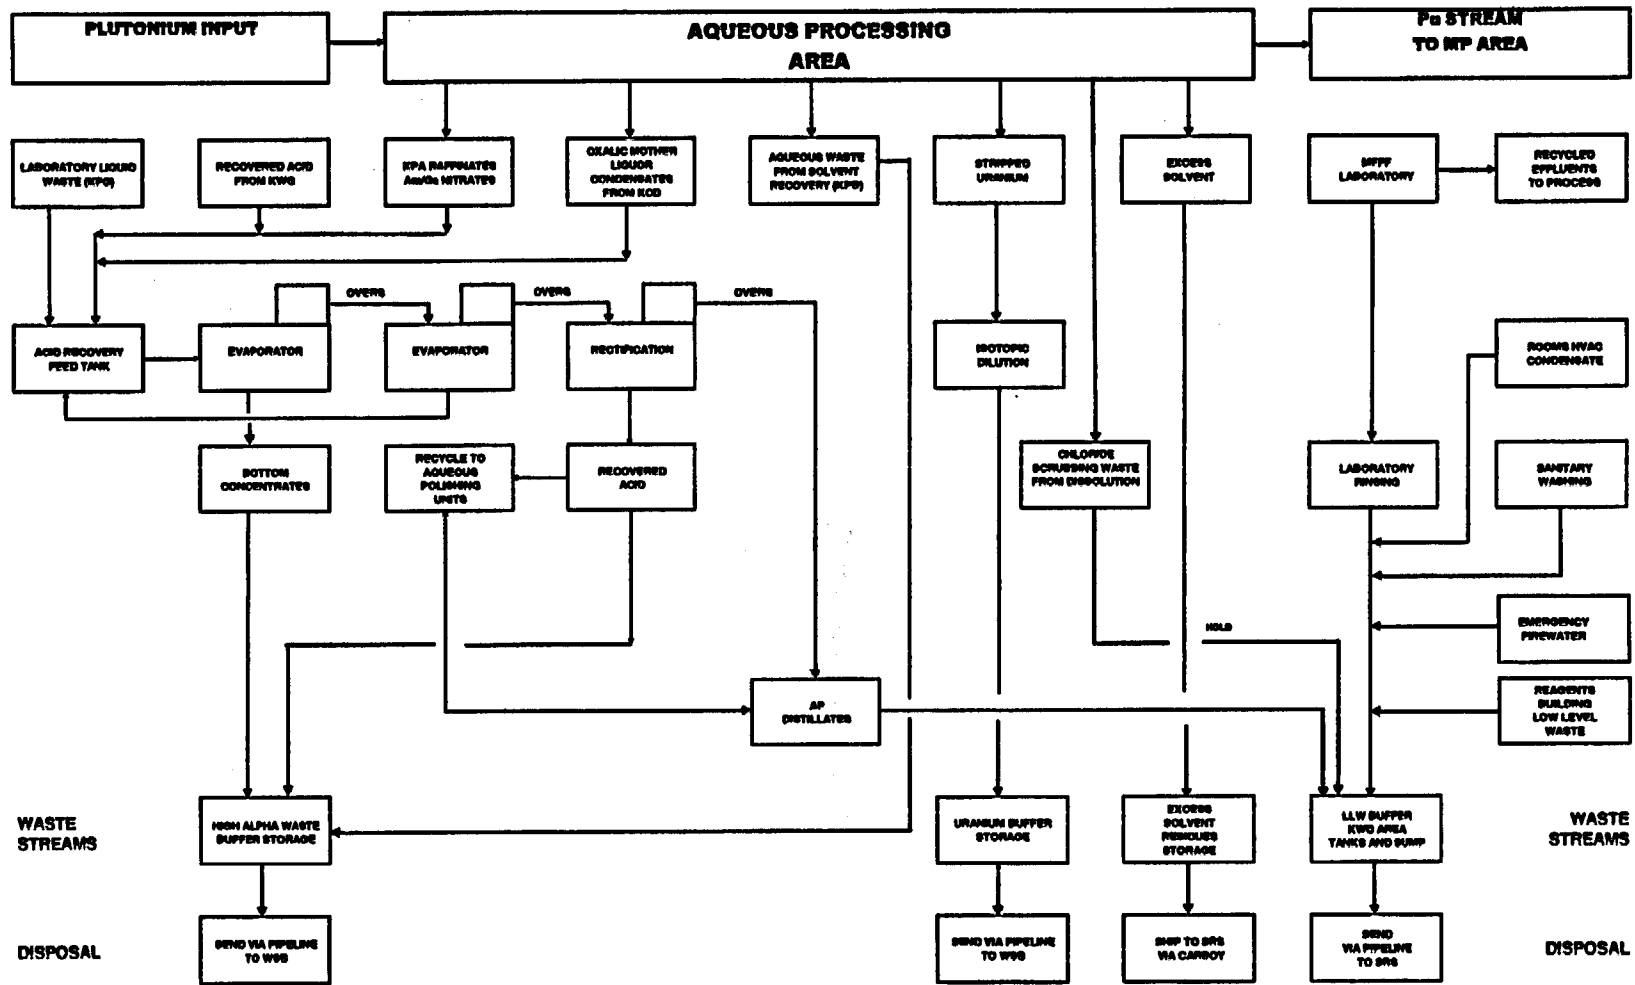 PLUTONIUM INPUT
AQUEOUS PROCESSING
AREA
Pu STREAM
TO MP AREA
LABORATORY LIQUID
WASTE (KPG)
RECOVERED ACID
FROM KWG
KPA RAFFINATES
Am/Ga NITRATES
OXALIC MOTHER
LIQUOR
CONDENSATES
FROM KCD
AQUEOUS WASTE
FROM SOLVENT
RECOVERY (KPB)
STRIPPED
URANIUM
EXCESS
SOLVENT
MFFF
LABORATORY
RECYCLED
EFFLUENTS
TO PROCESS
OVERS
OVERS
OVERS
ACID RECOVERY
FEED TANK
EVAPORATOR
EVAPORATOR
RECTIFICATION
ISOTOPIC
DILUTION
ROOMS HVAC
CONDENSATE
BOTTOM
CONCENTRATES
RECYCLE TO
AQUEOUS
POLISHING
UNITS
RECOVERED
ACID
CHLORIDE
SCRUBBING WASTE
FROM DISSOLUTION
LABORATORY
RINSING
SANITARY
WASHING
HOLD
EMERGENCY
FIREWATER
AP
DISTILLATES
REAGENTS
BUILDING
LOW LEVEL
WASTE
WASTE
STREAMS
HIGH ALPHA WASTE
BUFFER STORAGE
URANIUM BUFFER
STORAGE
EXCESS
SOLVENT
RESIDUES
STORAGE
LLW BUFFER
KWD AREA
TANKS AND SUMP
WASTE
STREAMS
DISPOSAL
SEND VIA PIPELINE
TO WSB
SEND VIA PIPELINE
TO WSB
SHIP TO SRS
VIA CARBOY
SEND
VIA PIPELINE
TO SRS
DISPOSAL